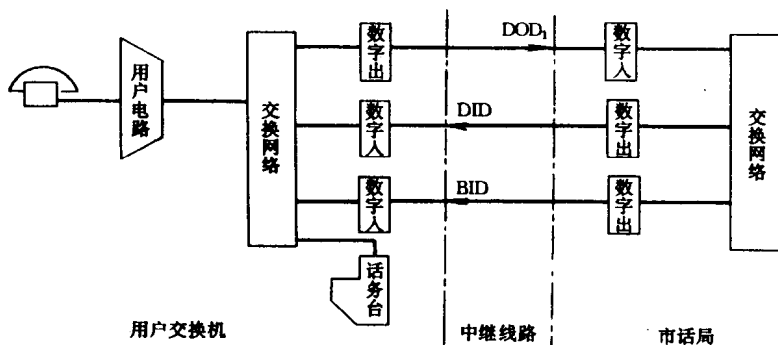 用户电路
交换网络
数字出
数字入
数字入
话务台
DOD₁
DID
BID
数字入
数字出
数字出
交换网络
用户交换机
中继线路
市话局